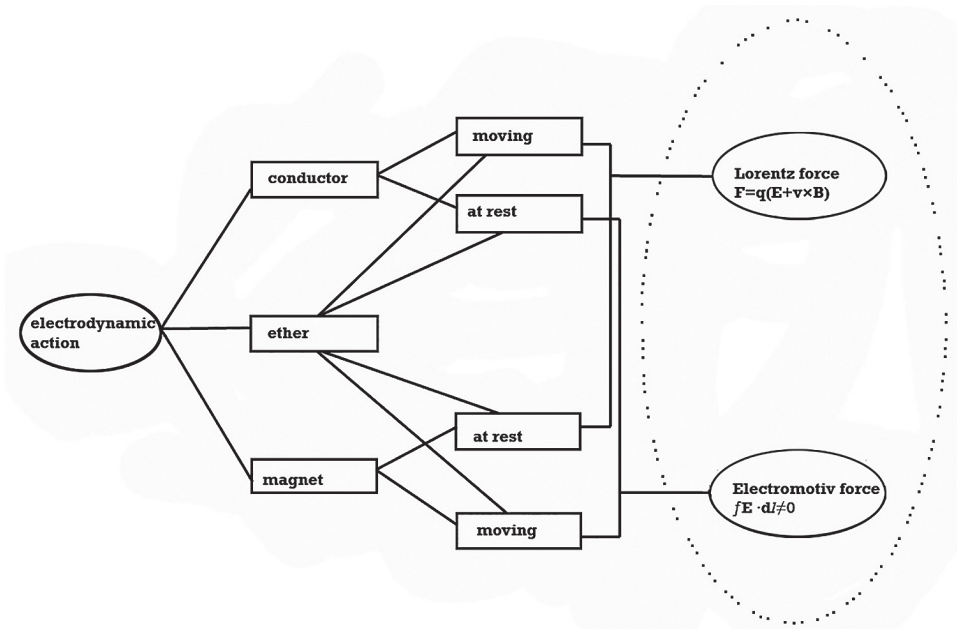 moving
conductor
Lorentz force
F=q(E+v×B)
at rest
electrodynamic
action
ether
at rest
magnet
Electromotiv force
∮E ·dl≠0
moving